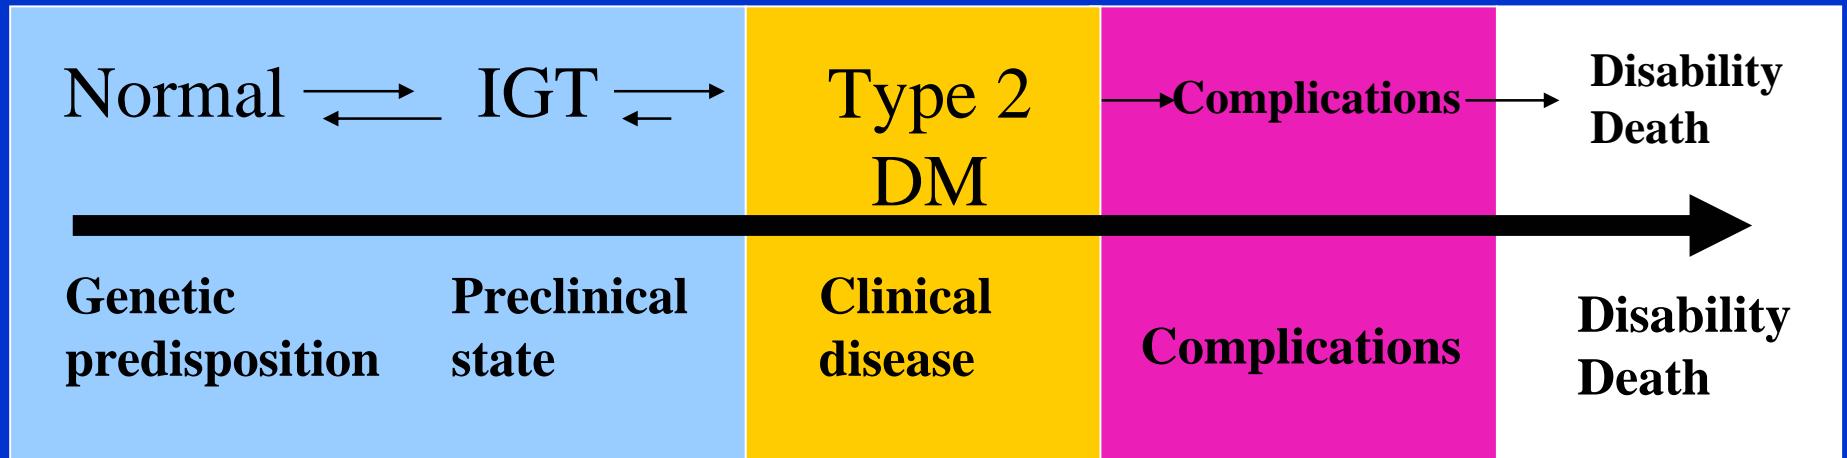 Normal
IGT
Type 2
DM
Complications
Disability
Death
Genetic
predisposition
Preclinical
state
Clinical
disease
Complications
Disability
Death